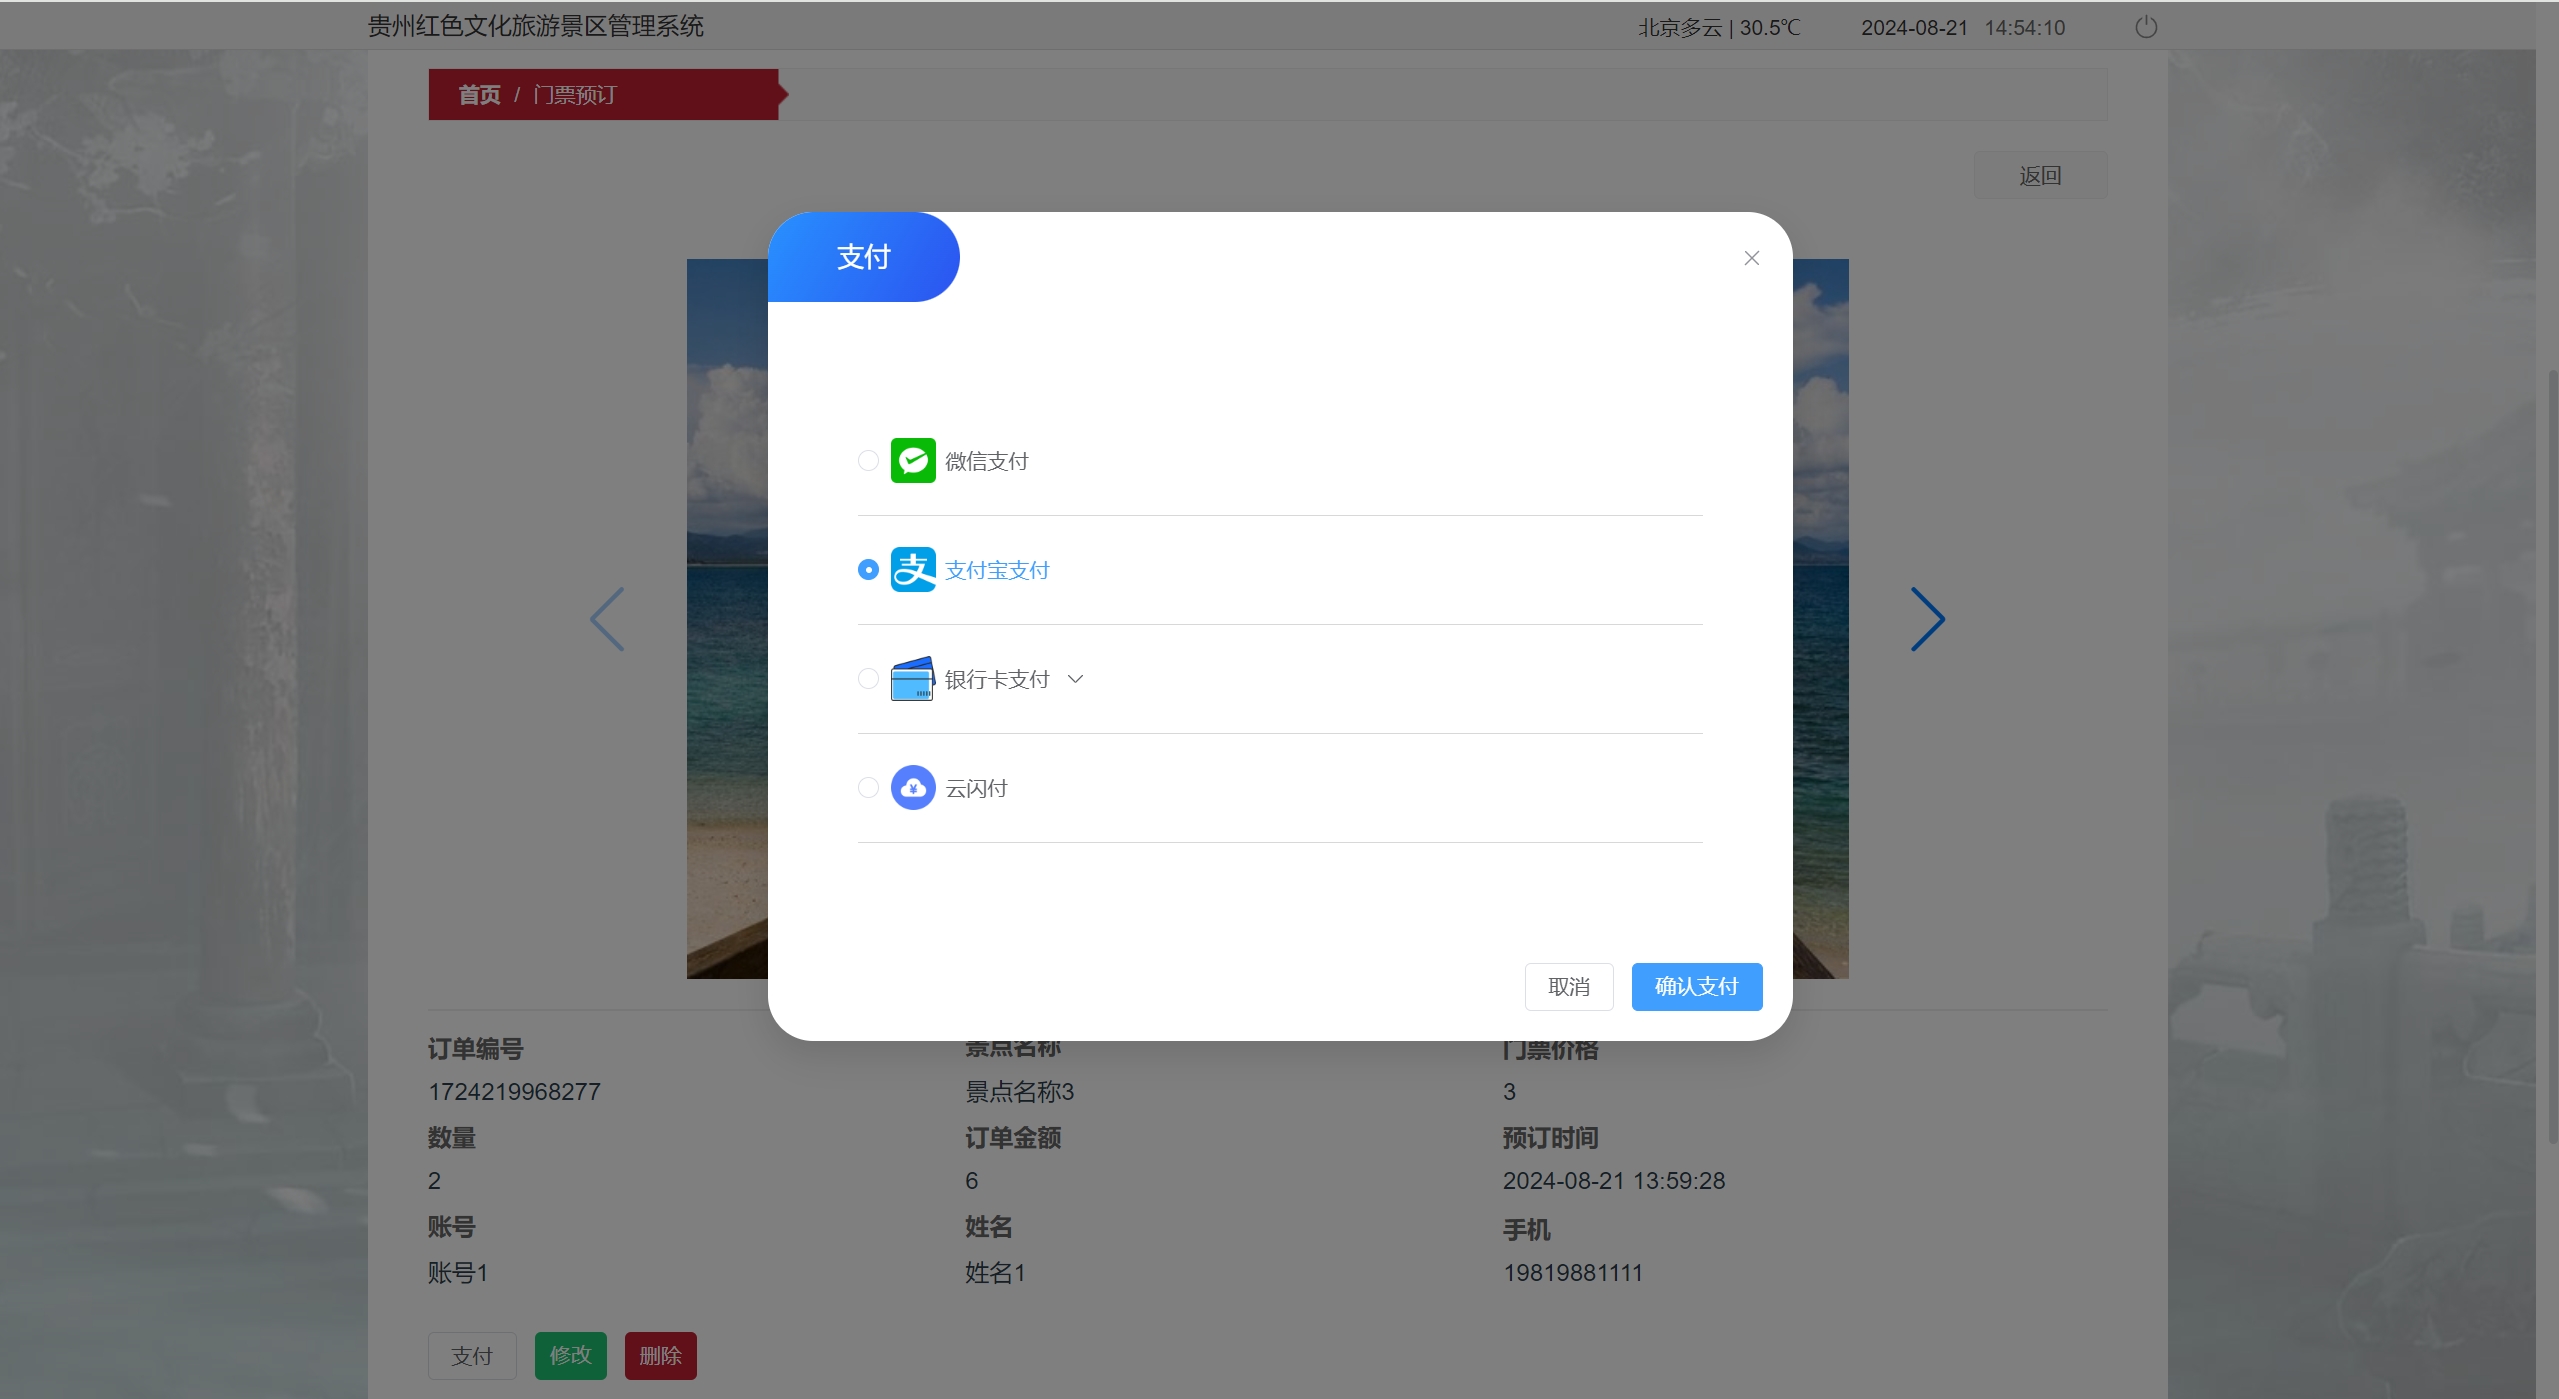 贵州红色文化旅游景区管理系统
北京多云 | 30.5℃ 2024-08-21 14:54:10
首页 / 门票预订
返回
支付
微信支付
支付宝支付
银行卡支付
云闪付
取消 确认支付
订单编号 景点名称 门票价格
1724219968277 景点名称3 3
数量 订单金额 预订时间
2 6 2024-08-21 13:59:28
账号 姓名 手机
账号1 姓名1 19819881111
支付 修改 删除